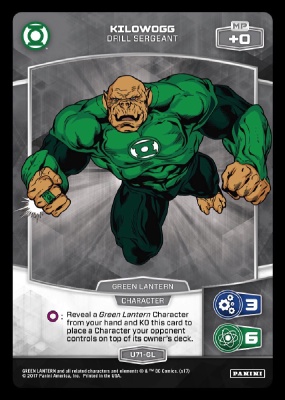 KILOWOGG
DRILL SERGEANT
MP
+0
GREEN LANTERN
CHARACTER
: Reveal a Green Lantern Character
from your hand and KO this card to
place a Character your opponent
controls on top of its owner's deck.
3
6
U71-GL
GREEN LANTERN and all related characters and elements © & ™ DC Comics. (s17)
© 2017 Panini America, Inc. Printed in the USA.
PANINI